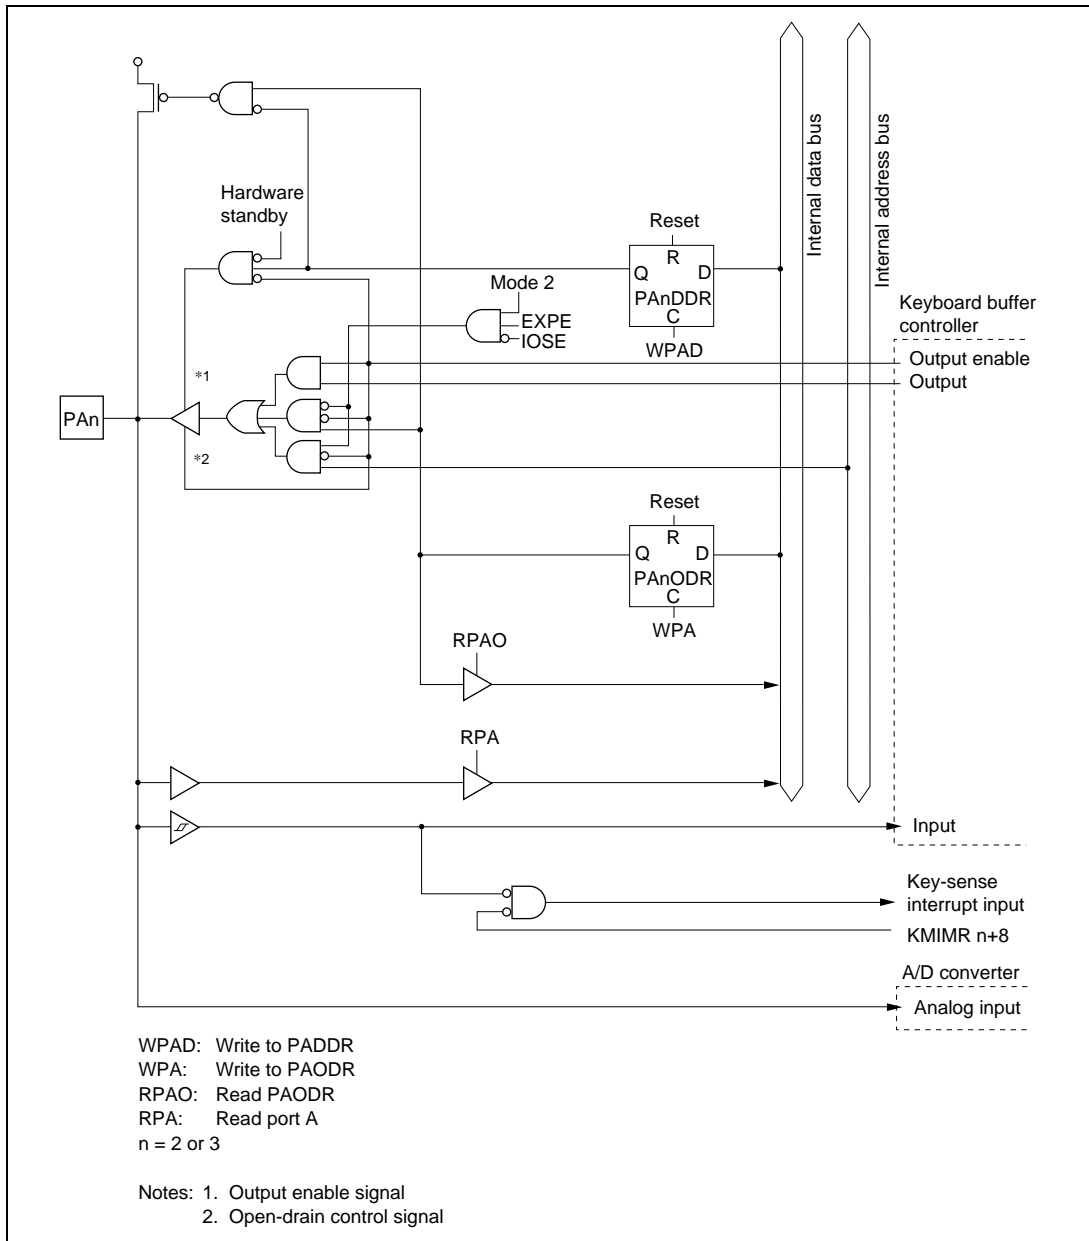 Internal data bus
Internal address bus
Hardware
standby
Reset
R
Q D
PAnDDR
C
WPAD
Mode 2
EXPE
IOSE
Keyboard buffer
controller
Output enable
Output
*1
PAn
*2
Reset
R
Q D
PAnODR
C
WPA
RPAO
RPA
Input
Key-sense
interrupt input
KMIMR n+8
A/D converter
Analog input
WPAD: Write to PADDR
WPA: Write to PAODR
RPAO: Read PAODR
RPA: Read port A
n = 2 or 3
Notes: 1. Output enable signal
2. Open-drain control signal